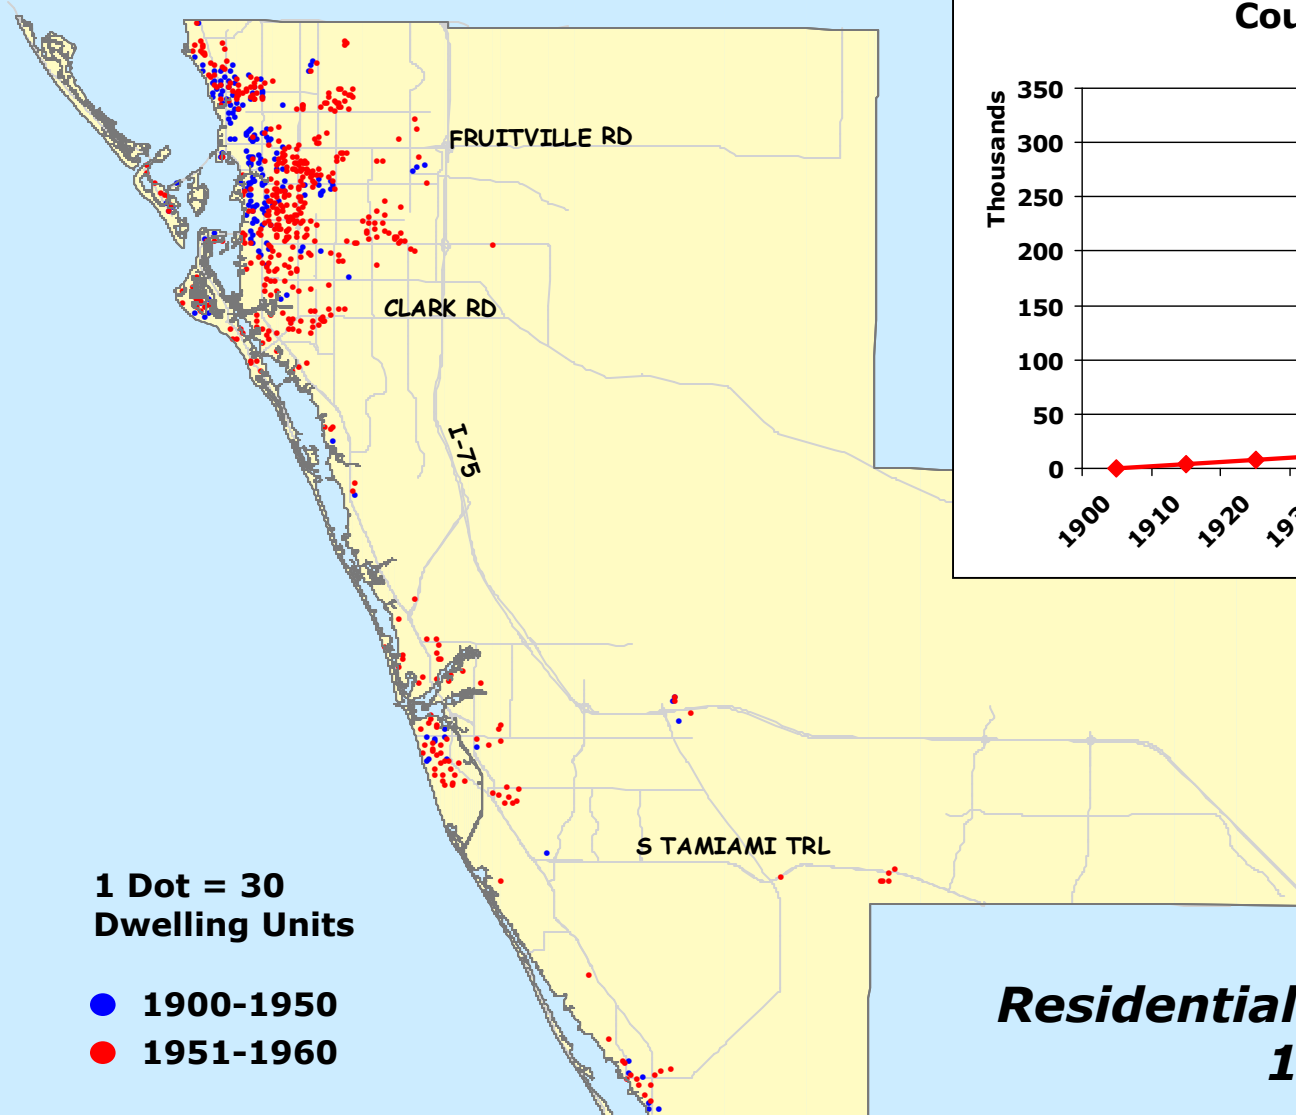 Cou
Thousands
350
300
250
200
150
100
50
0
1900
1910
1920
193
FRUITVILLE RD
CLARK RD
I-75
S TAMIAMI TRL
1 Dot = 30
Dwelling Units
1900-1950
1951-1960
Residential
1